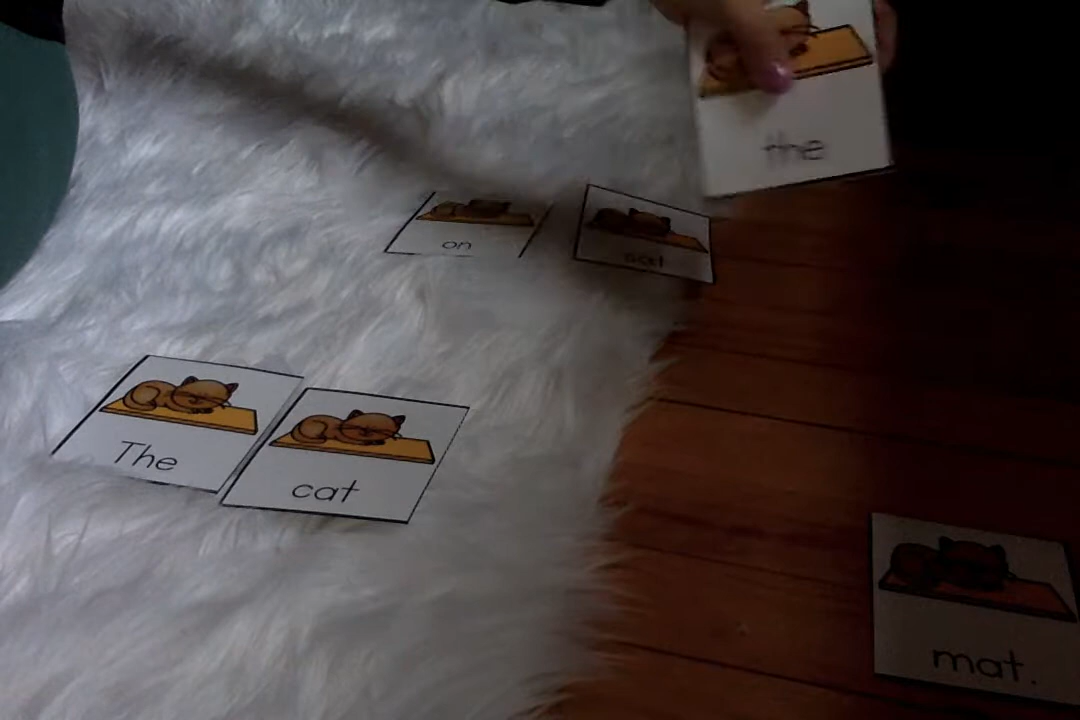 the
on
sat
The
cat
mat.